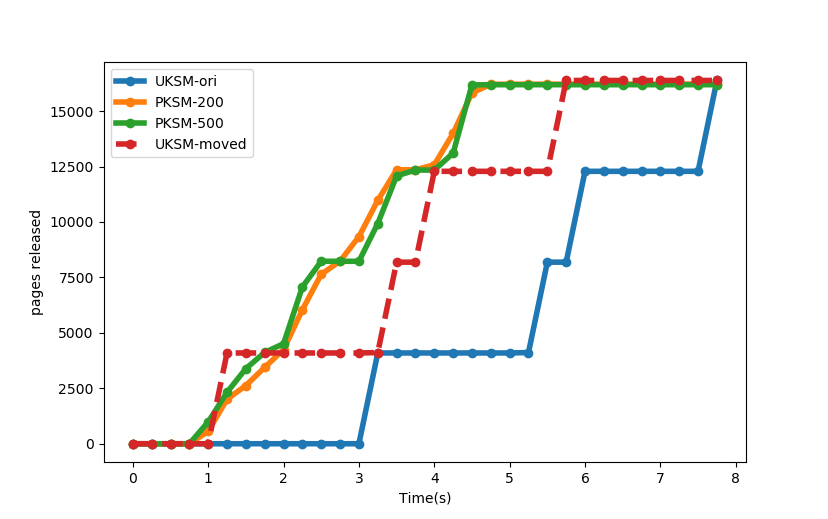 UKSM-ori
PKSM-200
PKSM-500
UKSM-moved
15000
12500
10000
7500
5000
2500
0
pages released
0 1 2 3 4 5 6 7 8
Time(s)